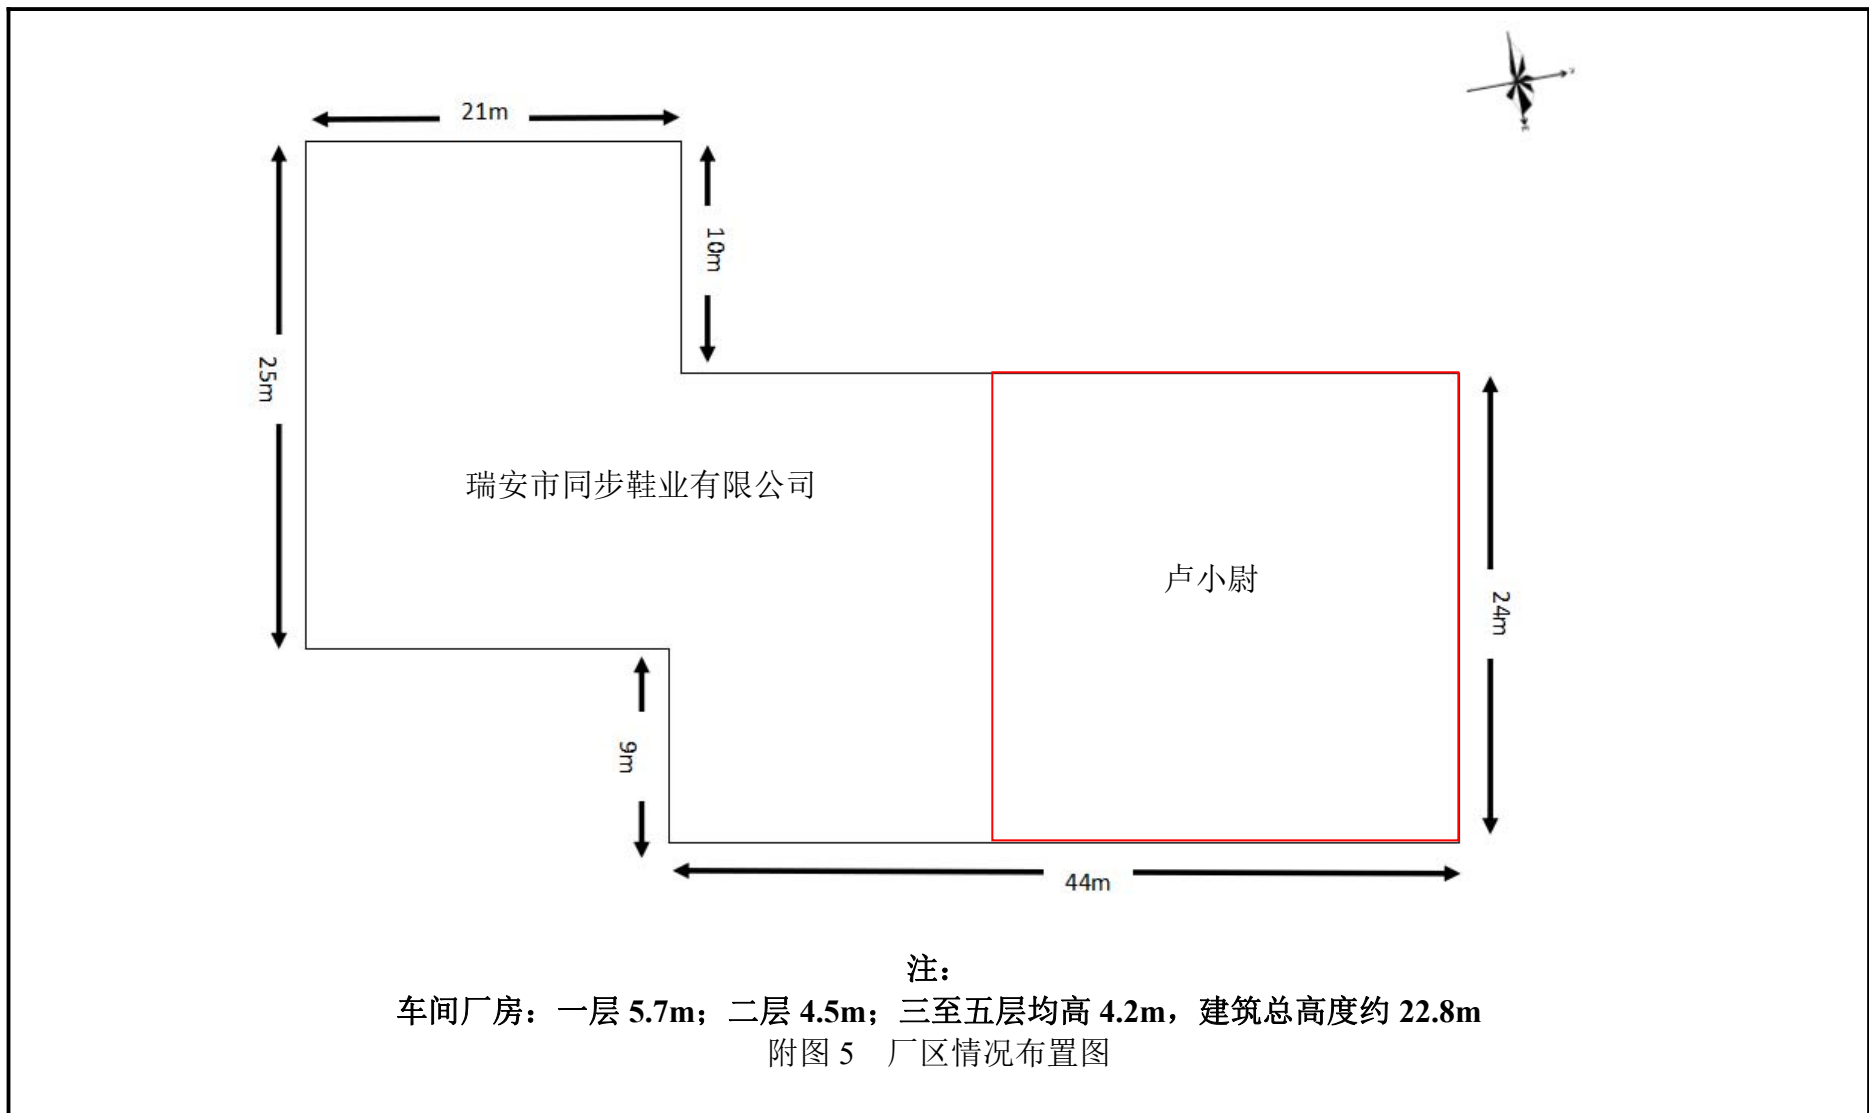 21m
10m
25m
瑞安市同步鞋业有限公司
卢小尉
24m
9m
44m
注：
车间厂房：一层 5.7m；二层 4.5m；三至五层均高 4.2m，建筑总高度约 22.8m
附图 5 厂区情况布置图